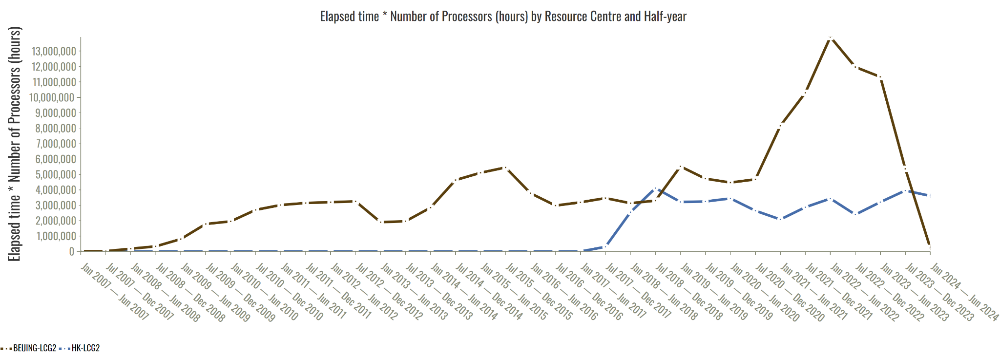 Elapsed time * Number of Processors (hours) by Resource Centre and Half-year
Elapsed time * Number of Processors (hours)
13,000,000
12,000,000
11,000,000
10,000,000
9,000,000
8,000,000
7,000,000
6,000,000
5,000,000
4,000,000
3,000,000
2,000,000
1,000,000
0
Jan 2007 — Jun 2007
Jul 2007 — Dec 2007
Jan 2008 — Jun 2008
Jul 2008 — Dec 2008
Jan 2009 — Jun 2009
Jul 2009 — Dec 2009
Jan 2010 — Jun 2010
Jul 2010 — Dec 2010
Jan 2011 — Jun 2011
Jul 2011 — Dec 2011
Jan 2012 — Jun 2012
Jul 2012 — Dec 2012
Jan 2013 — Jun 2013
Jul 2013 — Dec 2013
Jan 2014 — Jun 2014
Jul 2014 — Dec 2014
Jan 2015 — Jun 2015
Jul 2015 — Dec 2015
Jan 2016 — Jun 2016
Jul 2016 — Dec 2016
Jan 2017 — Jun 2017
Jul 2017 — Dec 2017
Jan 2018 — Jun 2018
Jul 2018 — Dec 2018
Jan 2019 — Jun 2019
Jul 2019 — Dec 2019
Jan 2020 — Jun 2020
Jul 2020 — Dec 2020
Jan 2021 — Jun 2021
Jul 2021 — Dec 2021
Jan 2022 — Jun 2022
Jul 2022 — Dec 2022
Jan 2023 — Jun 2023
Jul 2023 — Dec 2023
Jan 2024 — Jun 2024
BEIJING-LCG2 HK-LCG2